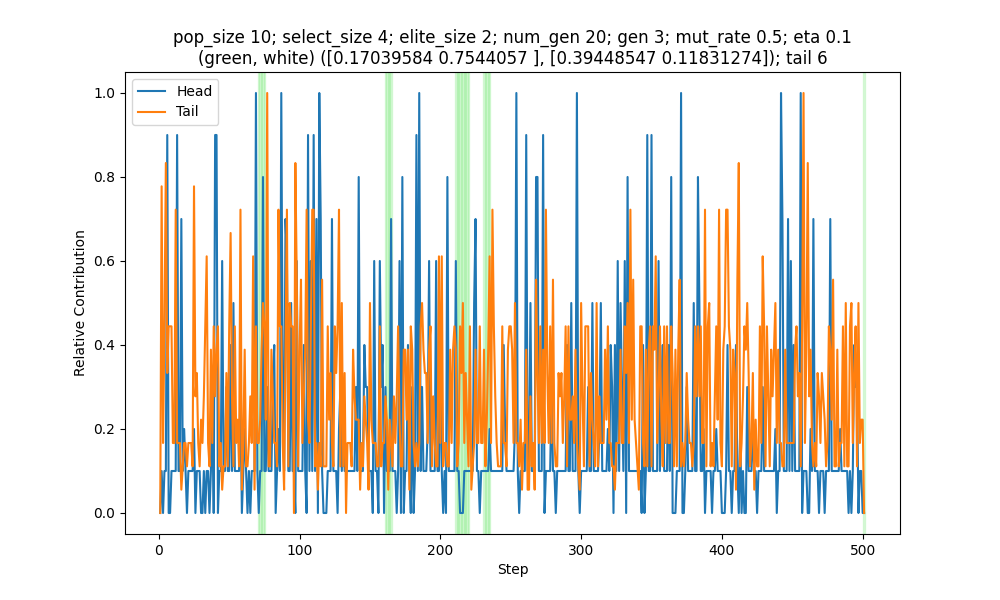 pop_size 10; select_size 4; elite_size 2; num_gen 20; gen 3; mut_rate 0.5; eta 0.1
(green, white) ([0.17039584 0.7544057 ], [0.39448547 0.11831274]); tail 6
Head
Tail
1.0
0.8
0.6
0.4
0.2
0.0
Relative Contribution
0
100
200
300
400
500
Step